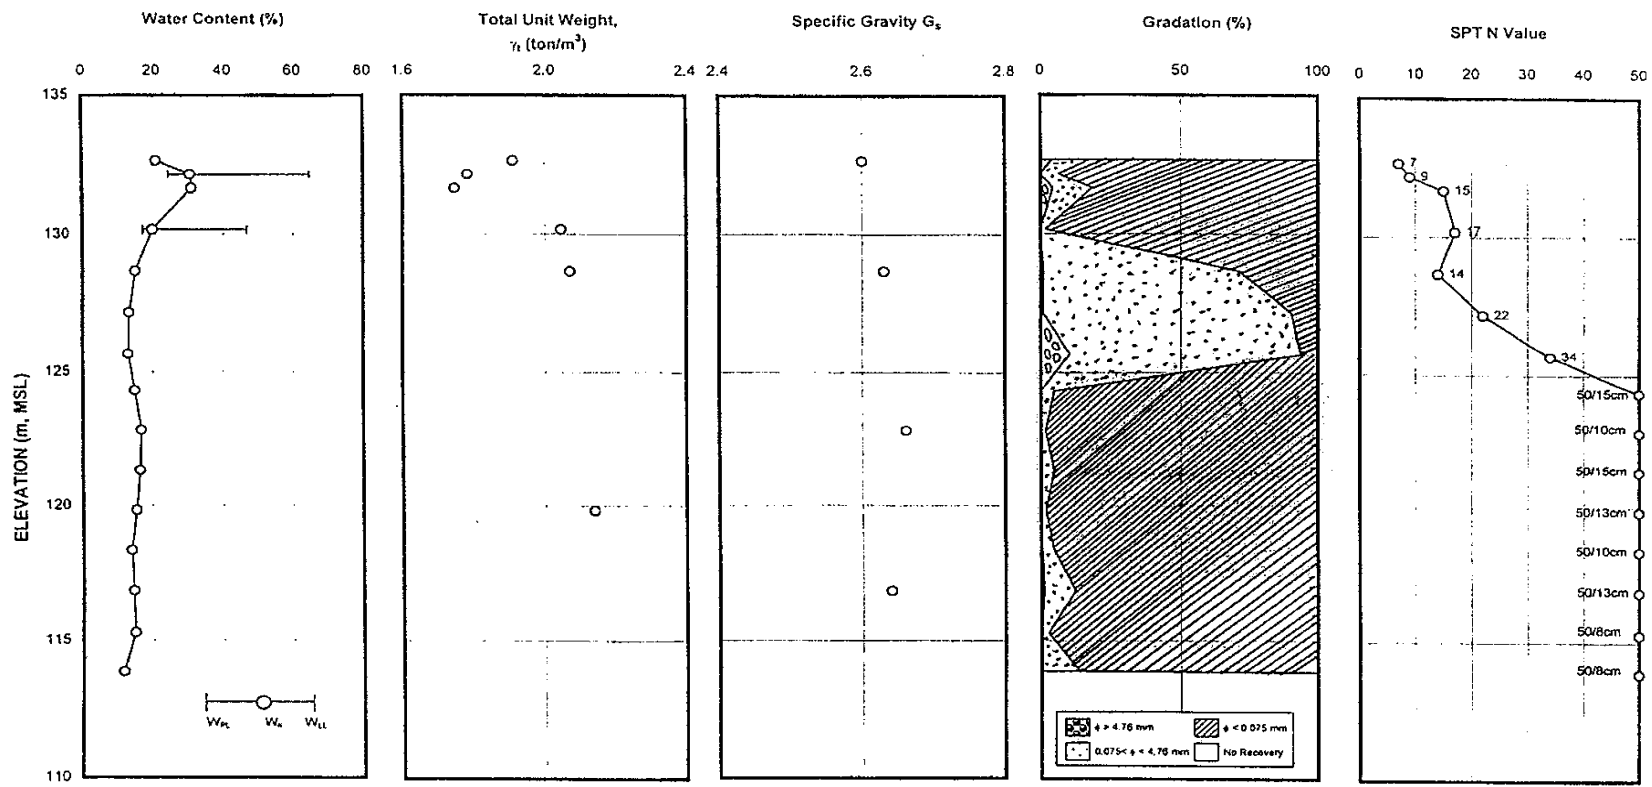 Water Content (%)
Total Unit Weight,
γt (ton/m³)
Specific Gravity Gs
Gradation (%)
SPT N Value
0 20 40 60 80
1.6 2.0 2.4
2.4 2.6 2.8
0 50 100
0 10 20 30 40 50
135
130
125
120
115
110
ELEVATION (m, MSL)
7
9
15
17
14
22
34
50/15cm
50/10cm
50/15cm
50/13cm
50/10cm
50/13cm
50/8cm
50/8cm
WPL Wn WLL
ϕ > 4.76 mm
ϕ < 0.075 mm
0.075< ϕ < 4.76 mm
No Recovery